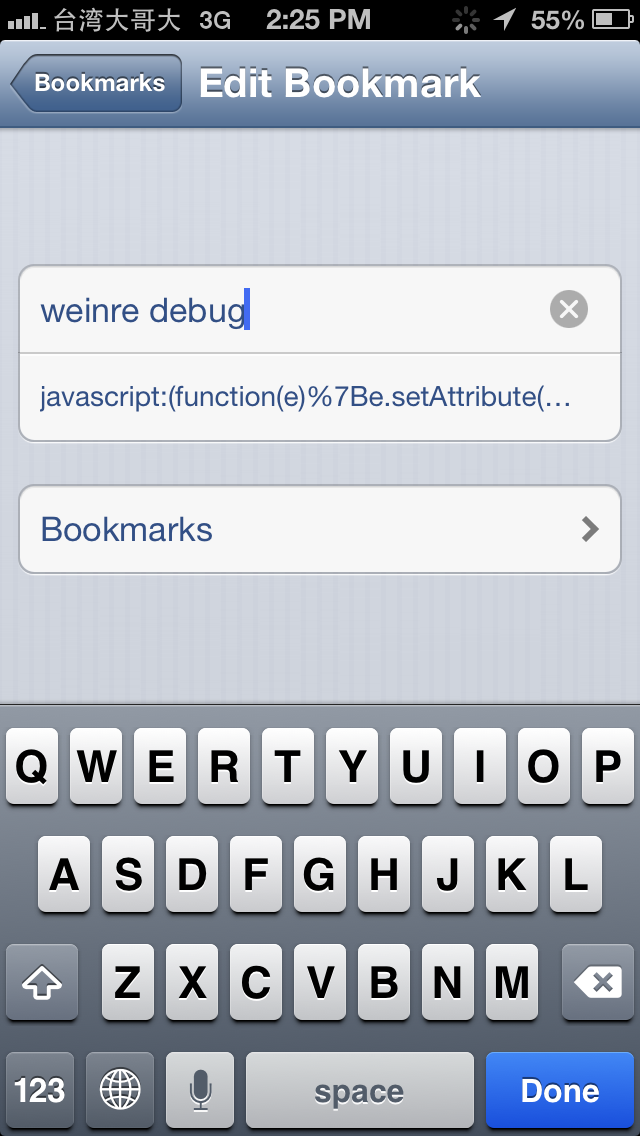 台湾大哥大 3G 2:25 PM 55%
Bookmarks Edit Bookmark
weinre debug
javascript:(function(e)%7Be.setAttribute(…
Bookmarks
Q W E R T Y U I O P
A S D F G H J K L
Z X C V B N M
123 space Done